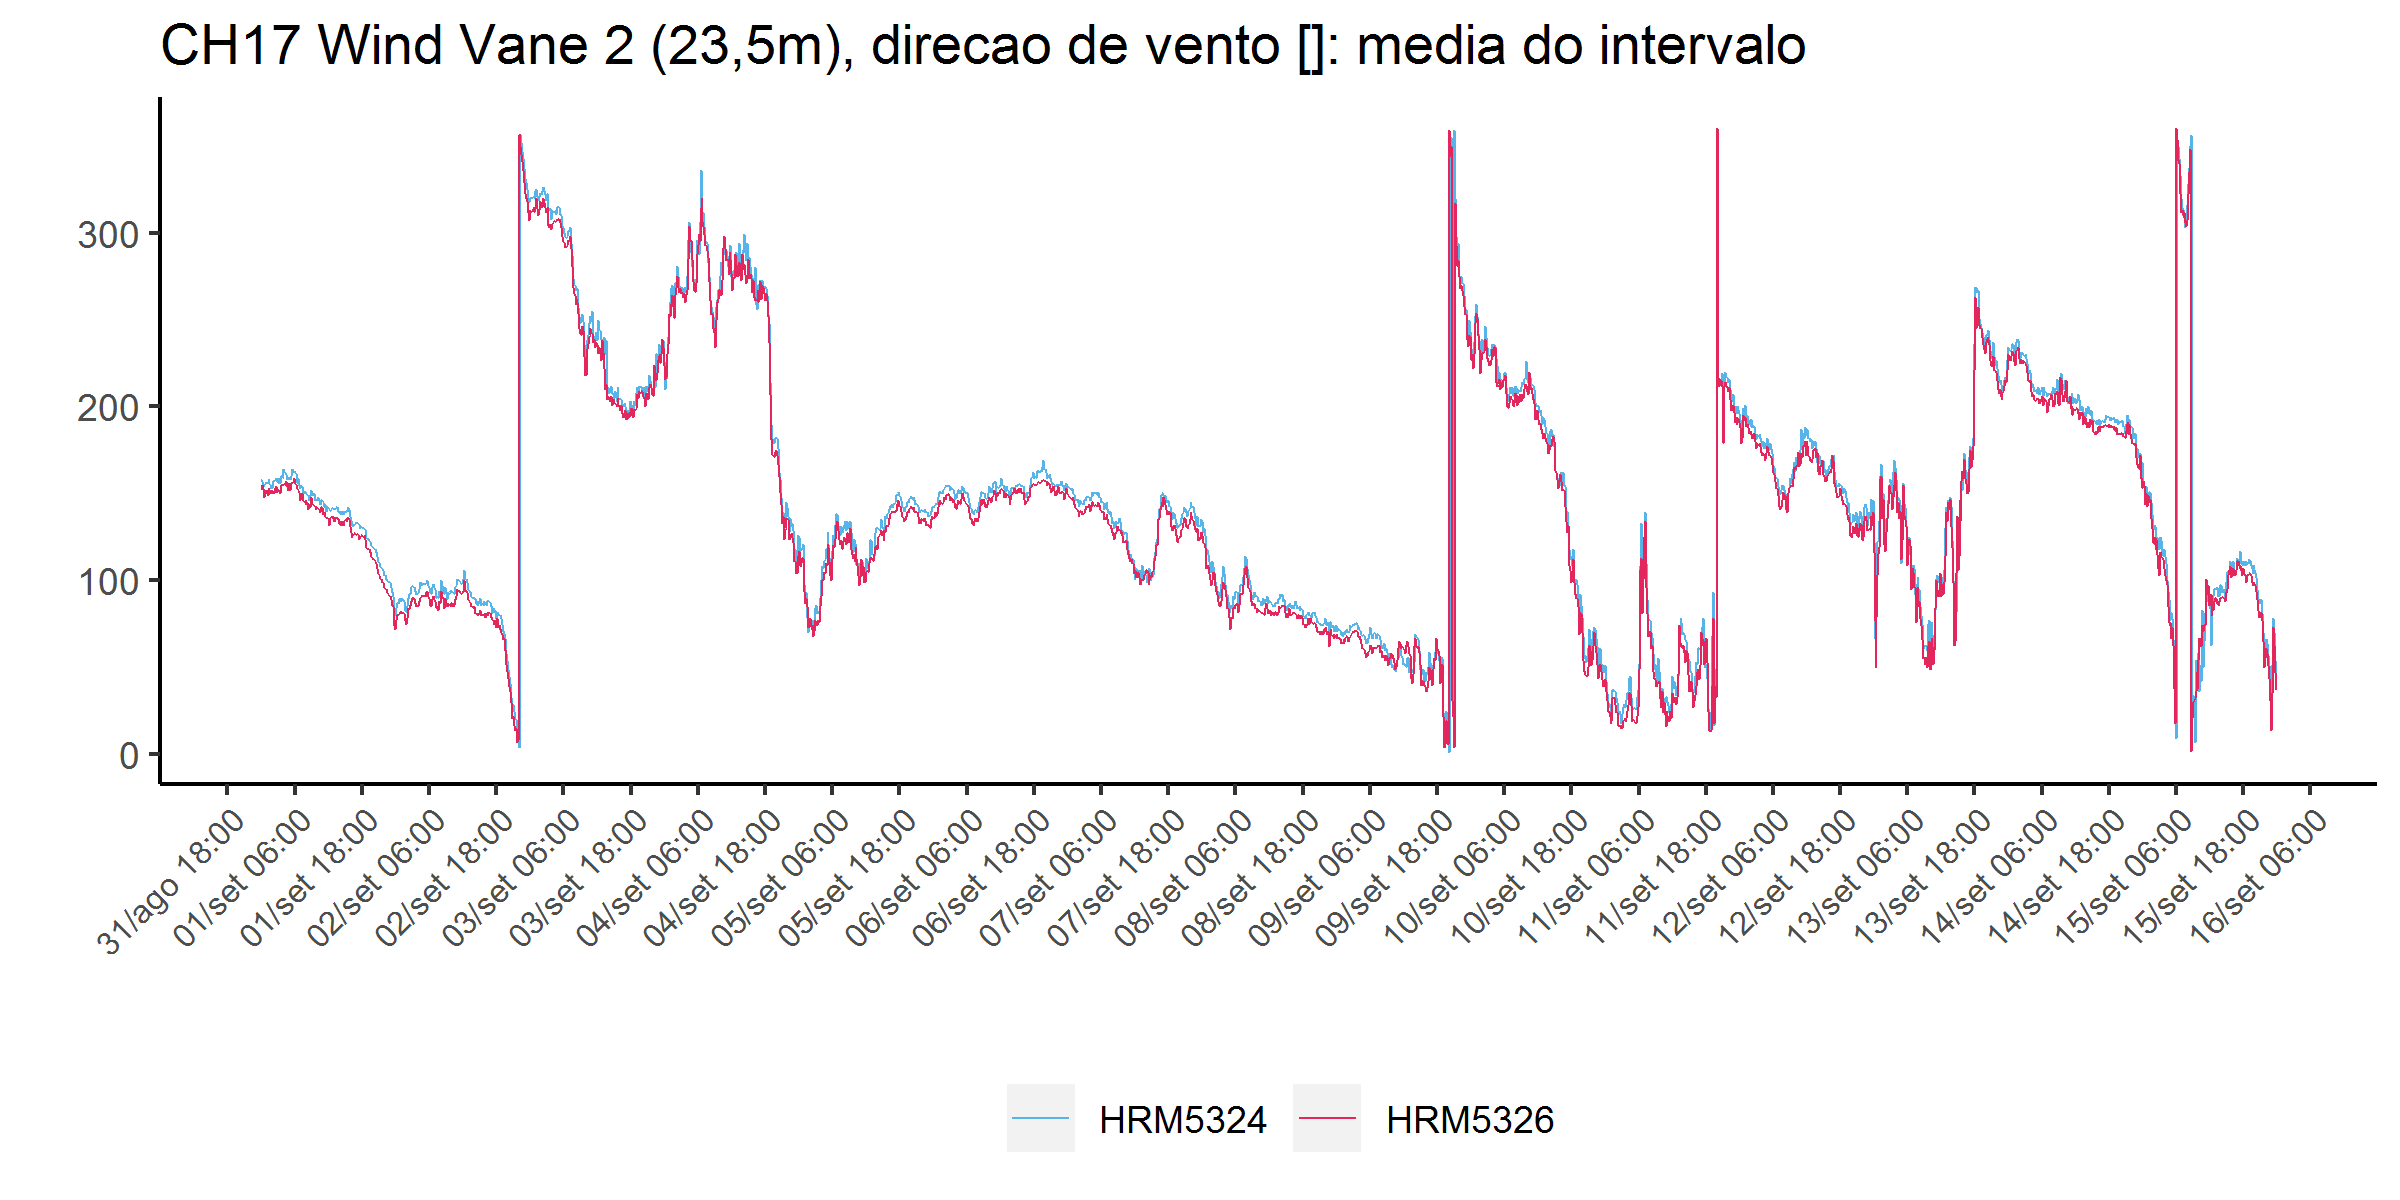 CH17 Wind Vane 2 (23,5m), direcao de vento []: media do intervalo
300
200
100
0
31/ago 18:00
01/set 06:00
01/set 18:00
02/set 06:00
02/set 18:00
03/set 06:00
03/set 18:00
04/set 06:00
04/set 18:00
05/set 06:00
05/set 18:00
06/set 06:00
06/set 18:00
07/set 06:00
07/set 18:00
08/set 06:00
08/set 18:00
09/set 06:00
09/set 18:00
10/set 06:00
10/set 18:00
11/set 06:00
11/set 18:00
12/set 06:00
12/set 18:00
13/set 06:00
13/set 18:00
14/set 06:00
14/set 18:00
15/set 06:00
15/set 18:00
16/set 06:00
HRM5324
HRM5326